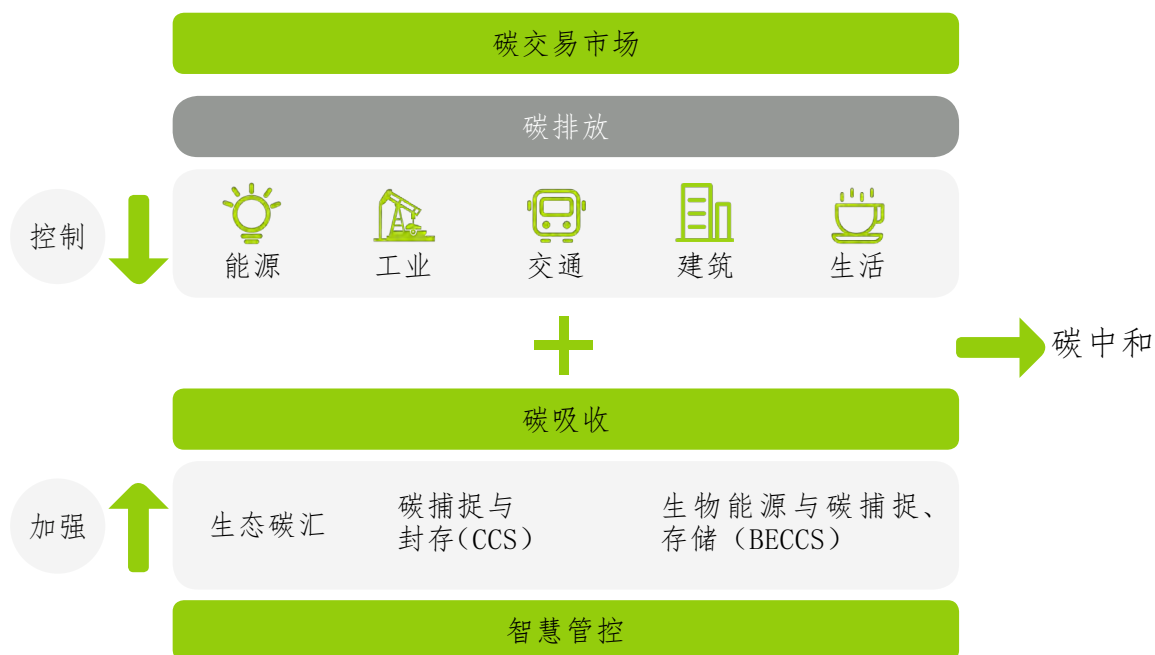 碳交易市场
碳排放
控制
能源
工业
交通
建筑
生活
+
碳中和
碳吸收
加强
生态碳汇
碳捕捉与
封存(CCS)
生物能源与碳捕捉、
存储（BECCS）
智慧管控